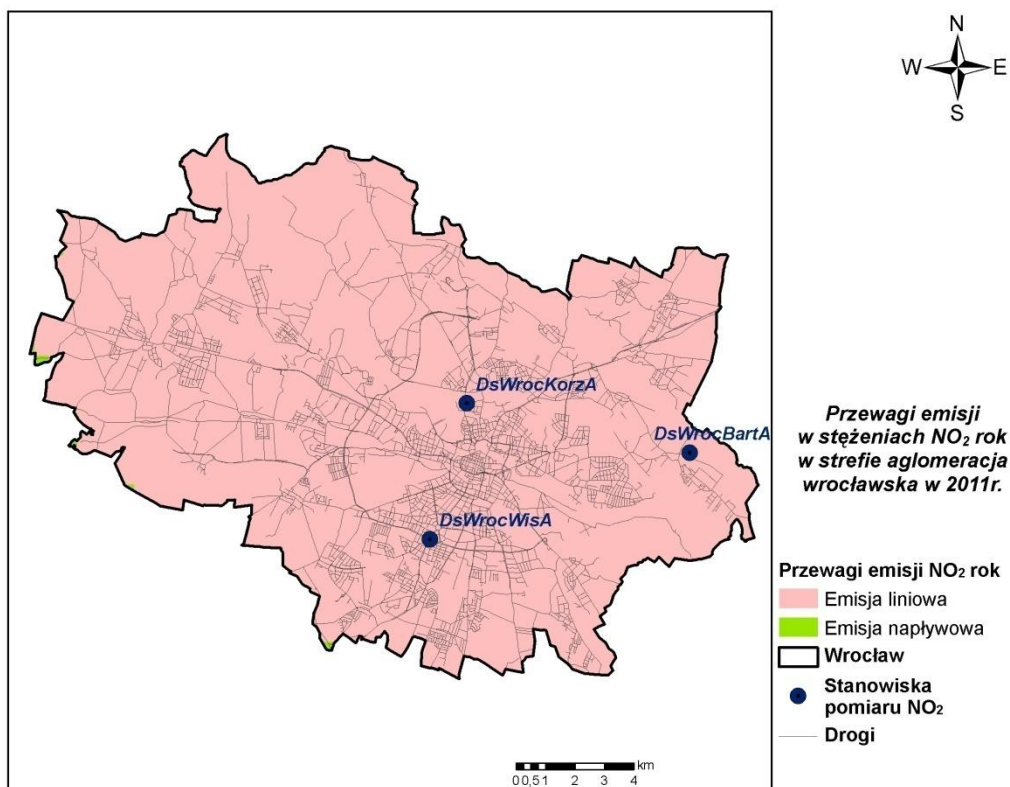 N
W E
S
DsWrocKorzA
DsWrocBartA
DsWrocWisA
Przewagi emisji
w stężeniach NO₂ rok
w strefie aglomeracja
wrocławska w 2011r.
Przewagi emisji NO₂ rok
Emisja liniowa
Emisja napływowa
Wrocław
Stanowiska
pomiaru NO₂
Drogi
km
0 0,5 1 2 3 4